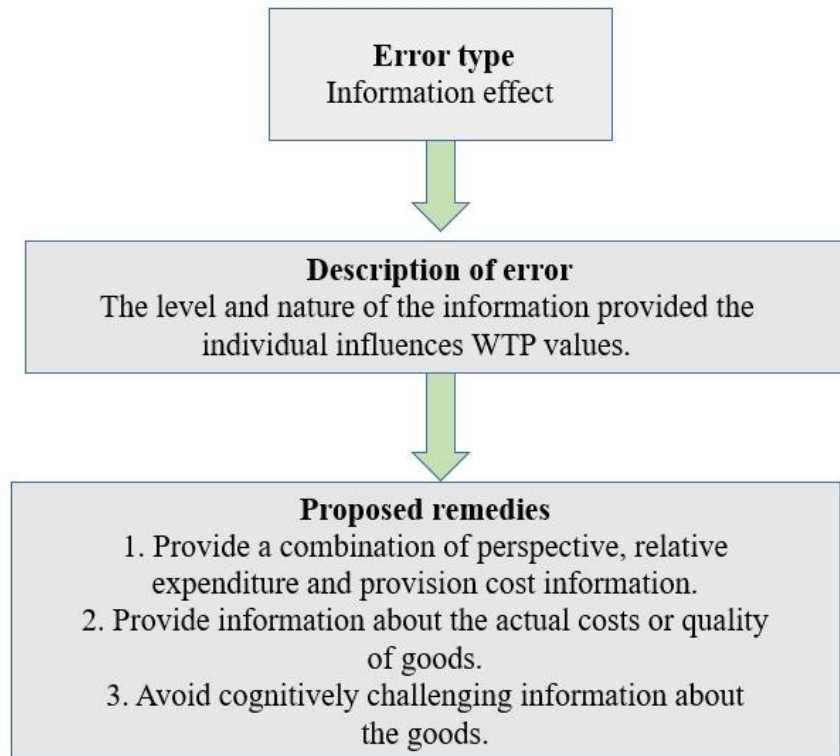 Error type
Information effect
Description of error
The level and nature of the information provided the
individual influences WTP values.
Proposed remedies
1. Provide a combination of perspective, relative
expenditure and provision cost information.
2. Provide information about the actual costs or quality
of goods.
3. Avoid cognitively challenging information about
the goods.